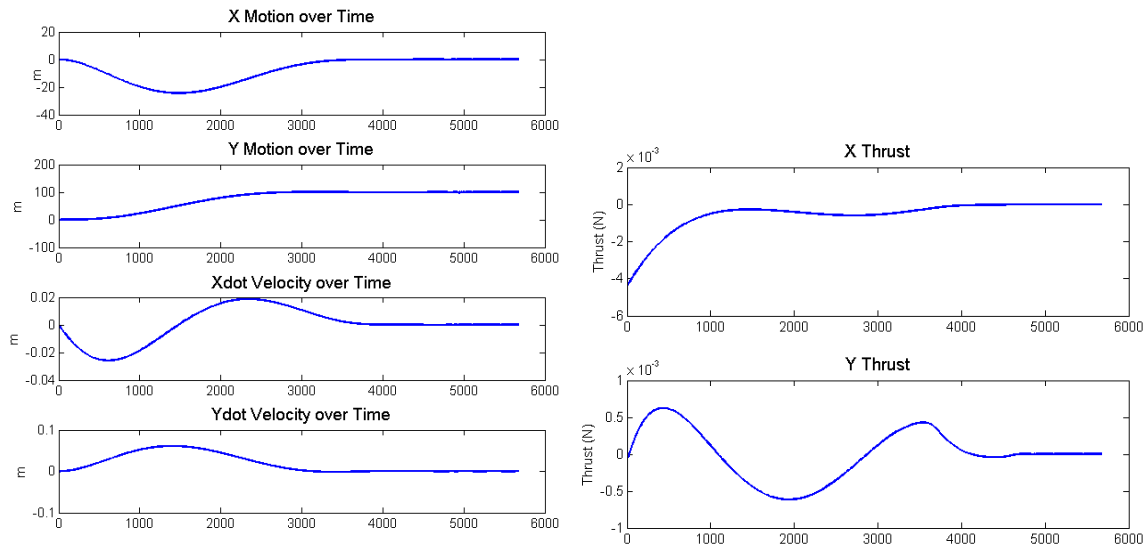 X Motion over Time
20
0
-20
-40
m
0 1000 2000 3000 4000 5000 6000
Y Motion over Time
200
100
0
-100
m
0 1000 2000 3000 4000 5000 6000
Xdot Velocity over Time
0.02
0
-0.02
-0.04
m
0 1000 2000 3000 4000 5000 6000
Ydot Velocity over Time
0.1
0
-0.1
m
0 1000 2000 3000 4000 5000 6000
X Thrust
x 10⁻³
2
0
-2
-4
-6
Thrust (N)
0 1000 2000 3000 4000 5000 6000
Y Thrust
x 10⁻³
1
0.5
0
-0.5
-1
Thrust (N)
0 1000 2000 3000 4000 5000 6000